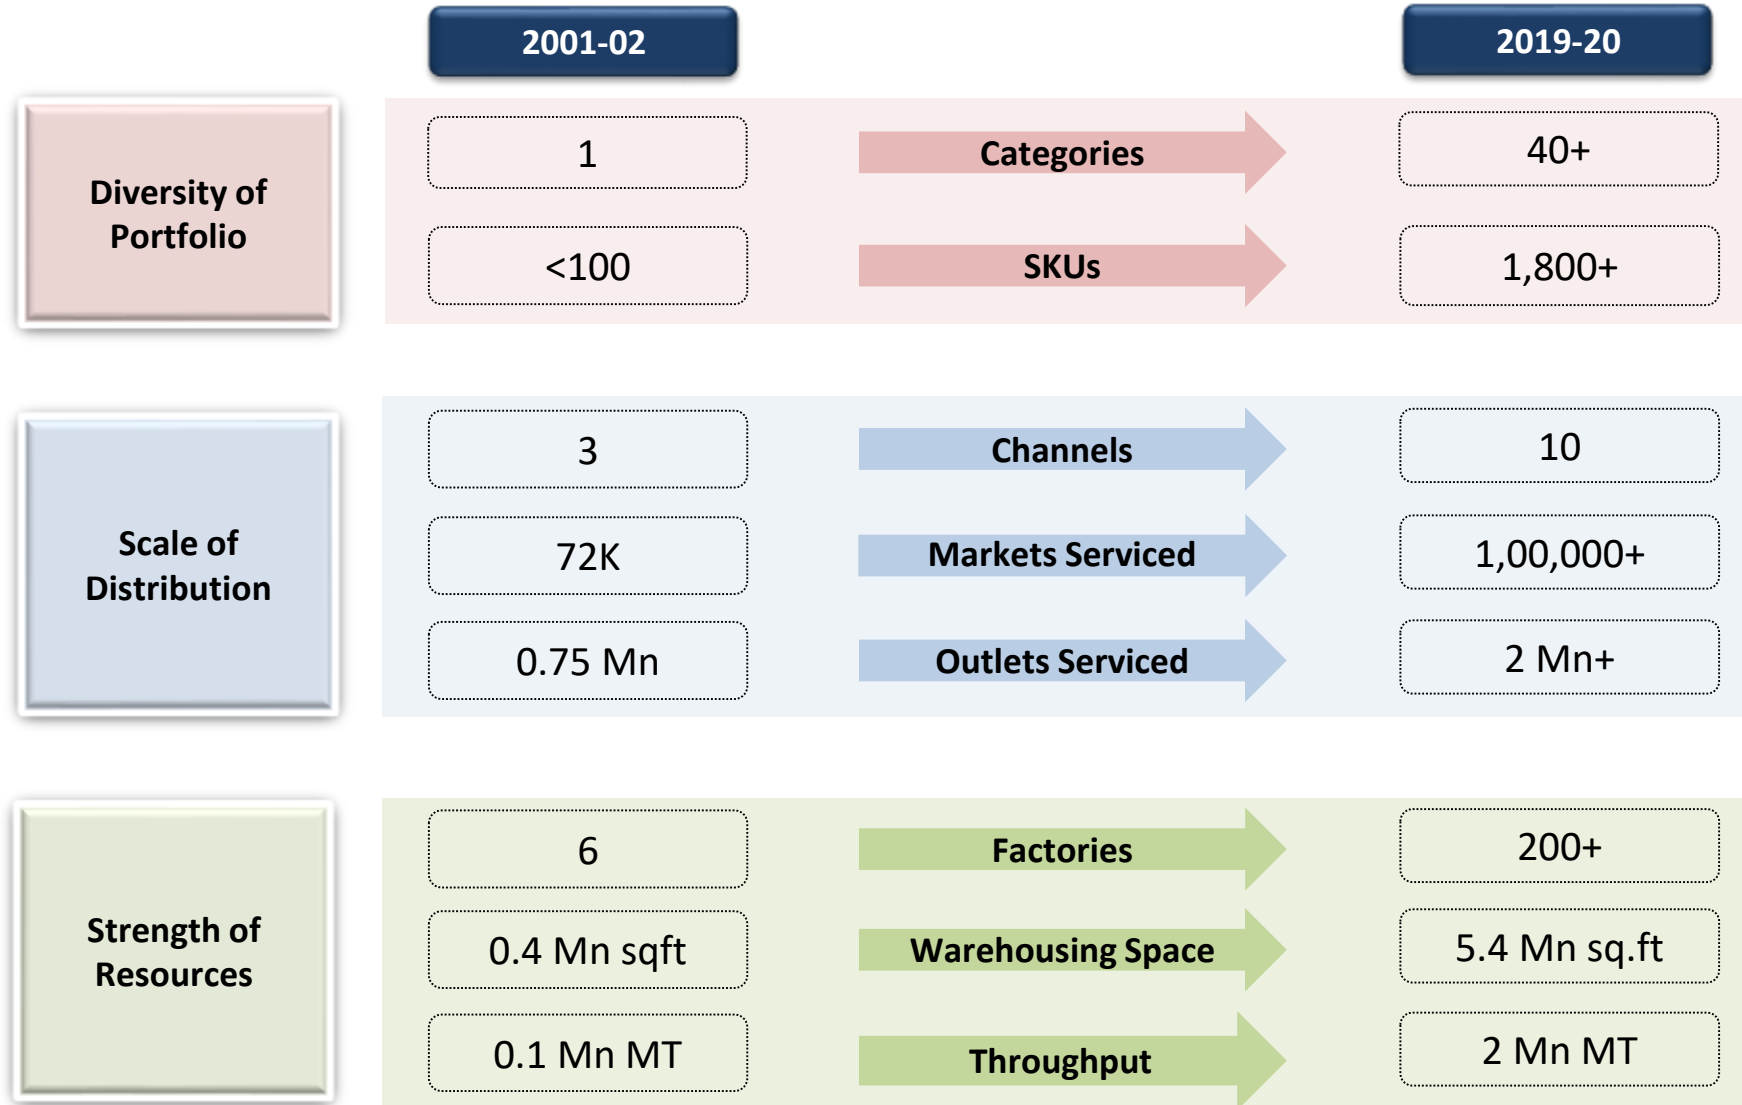 2001-02
2019-20
Diversity of
Portfolio
1
Categories
40+
<100
SKUs
1,800+
Scale of
Distribution
3
Channels
10
72K
Markets Serviced
1,00,000+
0.75 Mn
Outlets Serviced
2 Mn+
Strength of
Resources
6
Factories
200+
0.4 Mn sqft
Warehousing Space
5.4 Mn sq.ft
0.1 Mn MT
Throughput
2 Mn MT